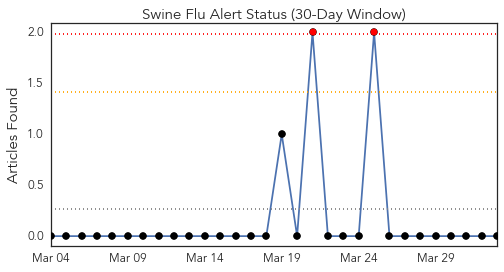 Swine Flu Alert Status (30-Day Window)
Articles Found
2.0
1.5
1.0
0.5
0.0
Mar 04 Mar 09 Mar 14 Mar 19 Mar 24 Mar 29